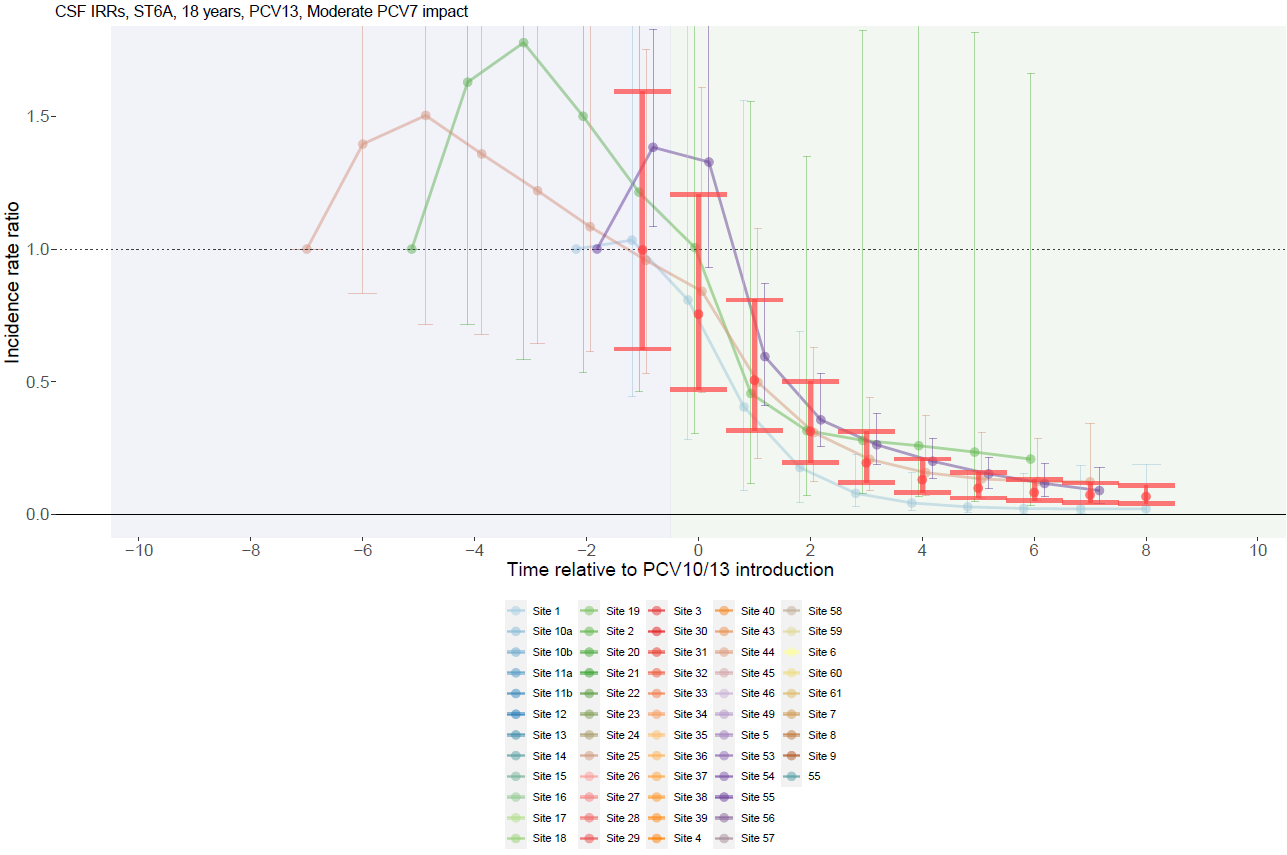 CSF IRRs, ST6A, 18 years, PCV13, Moderate PCV7 impact
Incidence rate ratio
1.5
1.0
0.5
0.0
−10 −8 −6 −4 −2 0 2 4 6 8 10
Time relative to PCV10/13 introduction
Site 1 Site 19 Site 3 Site 40 Site 58
Site 10a Site 2 Site 30 Site 43 Site 59
Site 10b Site 20 Site 31 Site 44 Site 6
Site 11a Site 21 Site 32 Site 45 Site 60
Site 11b Site 22 Site 33 Site 46 Site 61
Site 12 Site 23 Site 34 Site 49 Site 7
Site 13 Site 24 Site 35 Site 5 Site 8
Site 14 Site 25 Site 36 Site 53 Site 9
Site 15 Site 26 Site 37 Site 54 55
Site 16 Site 27 Site 38 Site 55
Site 17 Site 28 Site 39 Site 56
Site 18 Site 29 Site 4 Site 57